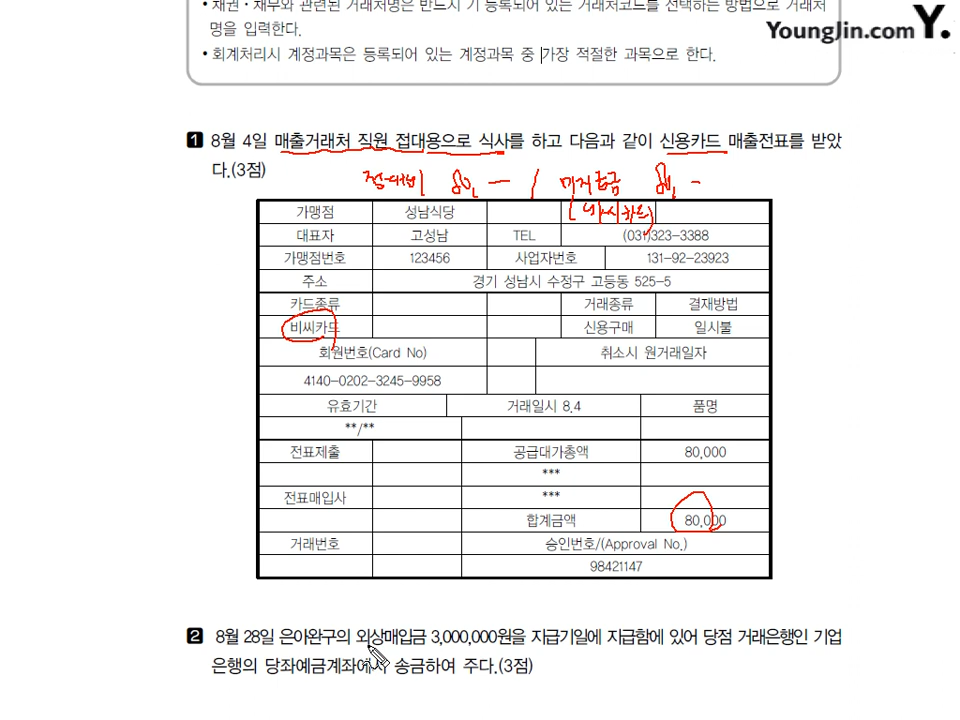 • 채권·채무와 관련된 거래처명은 반드시 기 등록되어 있는 거래처코드를 선택하는 방법으로 거래처
명을 입력한다.
• 회계처리시 계정과목은 등록되어 있는 계정과목 중 가장 적절한 과목으로 한다.
YoungJin.com Y.
1 8월 4일 매출거래처 직원 접대용으로 식사를 하고 다음과 같이 신용카드 매출전표를 받았
다.(3점)
접대비 80, — / 미지급금 80, -
(비씨카드)
가맹점 성남식당
대표자 고성남 TEL (031)323-3388
가맹점번호 123456 사업자번호 131-92-23923
주소 경기 성남시 수정구 고등동 525-5
카드종류 거래종류 결재방법
비씨카드 신용구매 일시불
회원번호(Card No) 취소시 원거래일자
4140-0202-3245-9958
유효기간 거래일시 8.4 품명
**/**
전표제출 공급대가총액 80,000
***
전표매입사 ***
합계금액 80,000
거래번호 승인번호/(Approval No.)
98421147
2 8월 28일 은아완구의 외상매입금 3,000,000원을 지급기일에 지급함에 있어 당점 거래은행인 기업
은행의 당좌예금계좌에서 송금하여 주다.(3점)